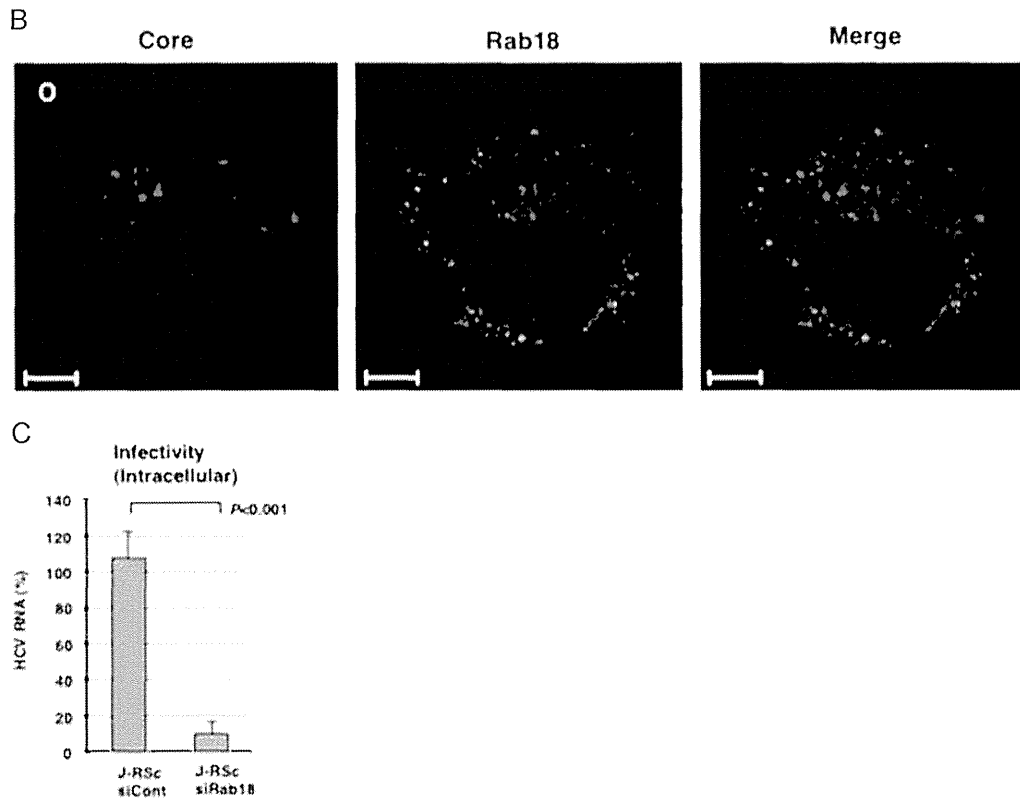 B
Core Rab18 Merge
o
C
Infectivity
(Intracellular)
P<0.001
HCV RNA (%)
140
120
100
80
60
40
20
0
J-RSc J-RSc
siCont siRab18